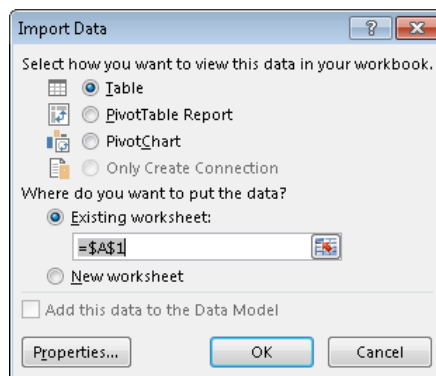 Import Data
Select how you want to view this data in your workbook.
Table
PivotTable Report
PivotChart
Only Create Connection
Where do you want to put the data?
Existing worksheet:
=$A$1
New worksheet
Add this data to the Data Model
Properties... OK Cancel